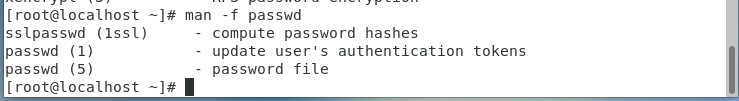 [root@localhost ~]# man -f passwd
sslpasswd (1ssl)     - compute password hashes
passwd (1)           - update user's authentication tokens
passwd (5)           - password file
[root@localhost ~]#